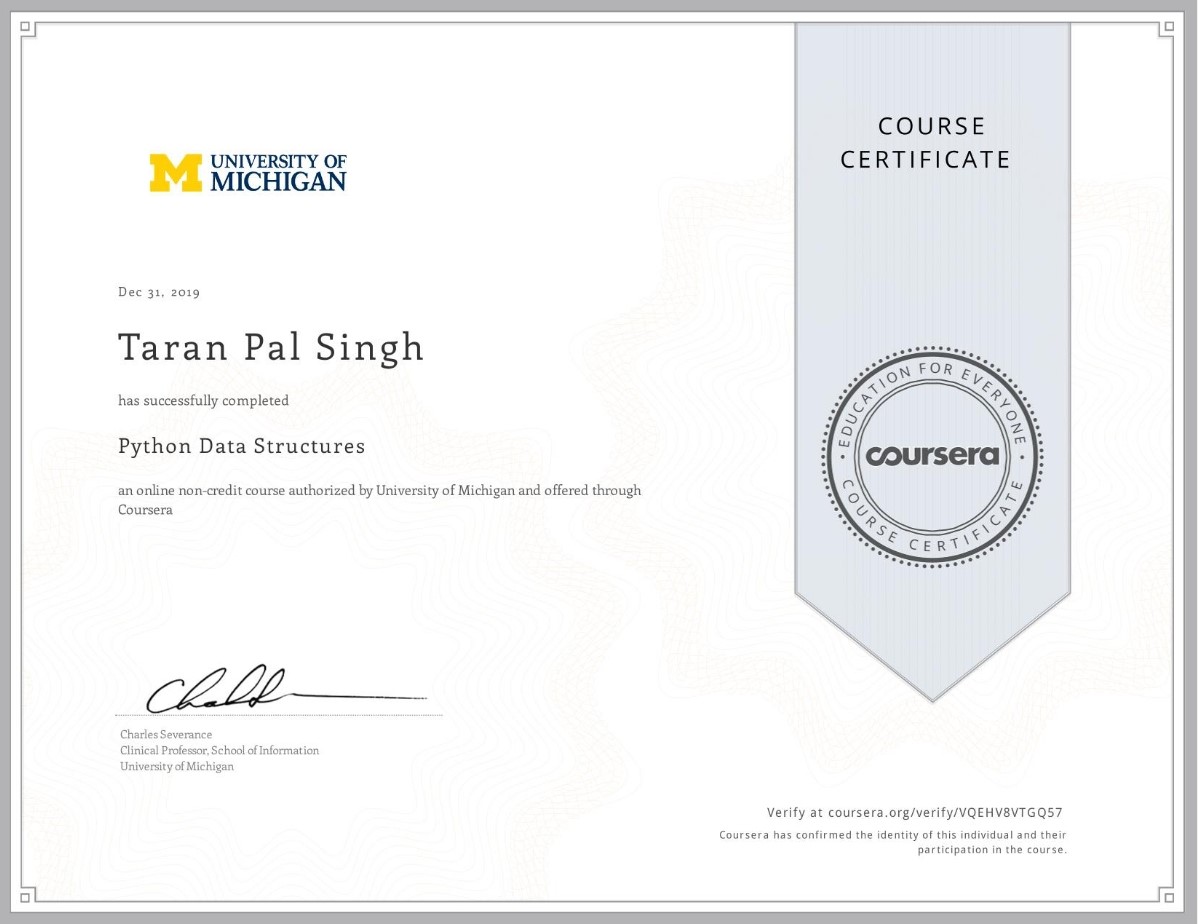 UNIVERSITY OF
MICHIGAN
COURSE
CERTIFICATE
Dec 31, 2019
Taran Pal Singh
has successfully completed
Python Data Structures
an online non-credit course authorized by University of Michigan and offered through
Coursera
EDUCATION FOR EVERYONE
coursera
COURSE CERTIFICATE
Charles Severance
Clinical Professor, School of Information
University of Michigan
Verify at coursera.org/verify/VQEHV8VTGQ57
Coursera has confirmed the identity of this individual and their
participation in the course.